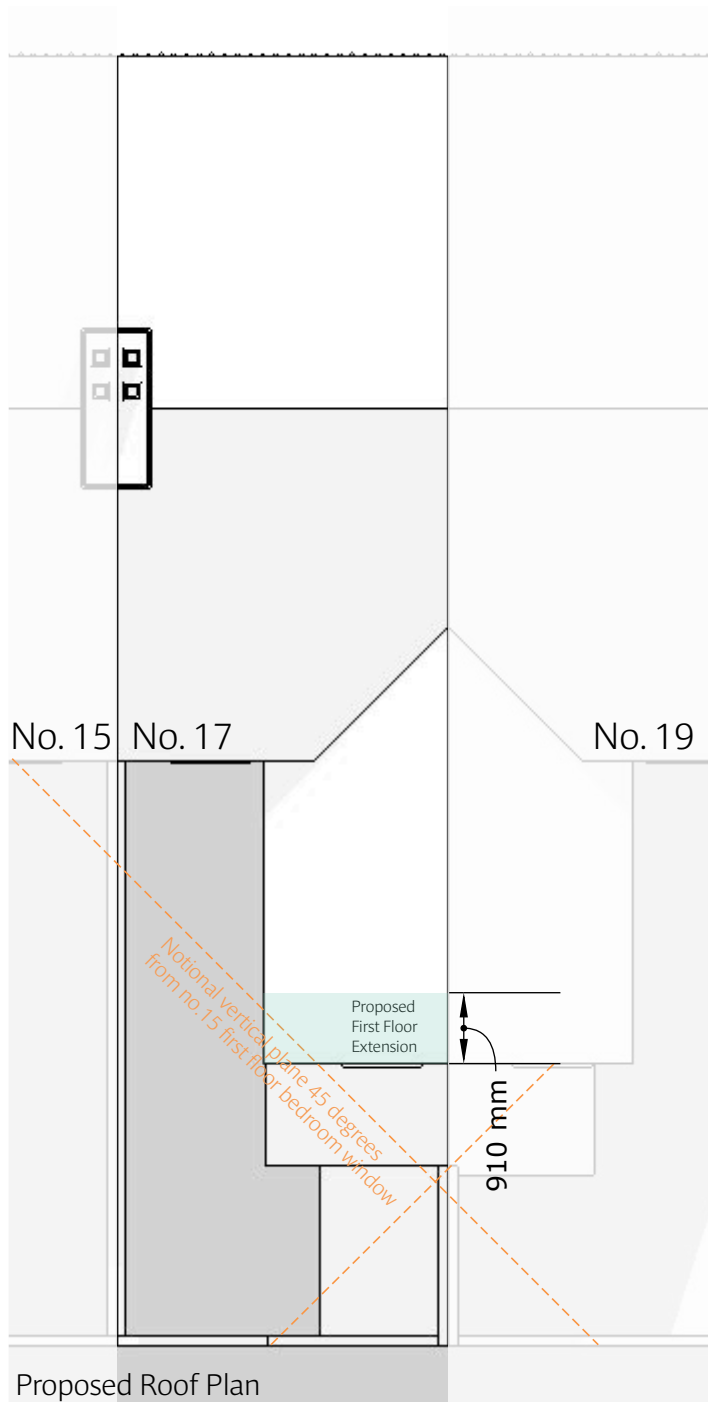 No. 15
No. 17
No. 19
Notional vertical plane 45 degrees
from no.15 first floor bedroom window
Proposed
First Floor
Extension
910 mm
Proposed Roof Plan